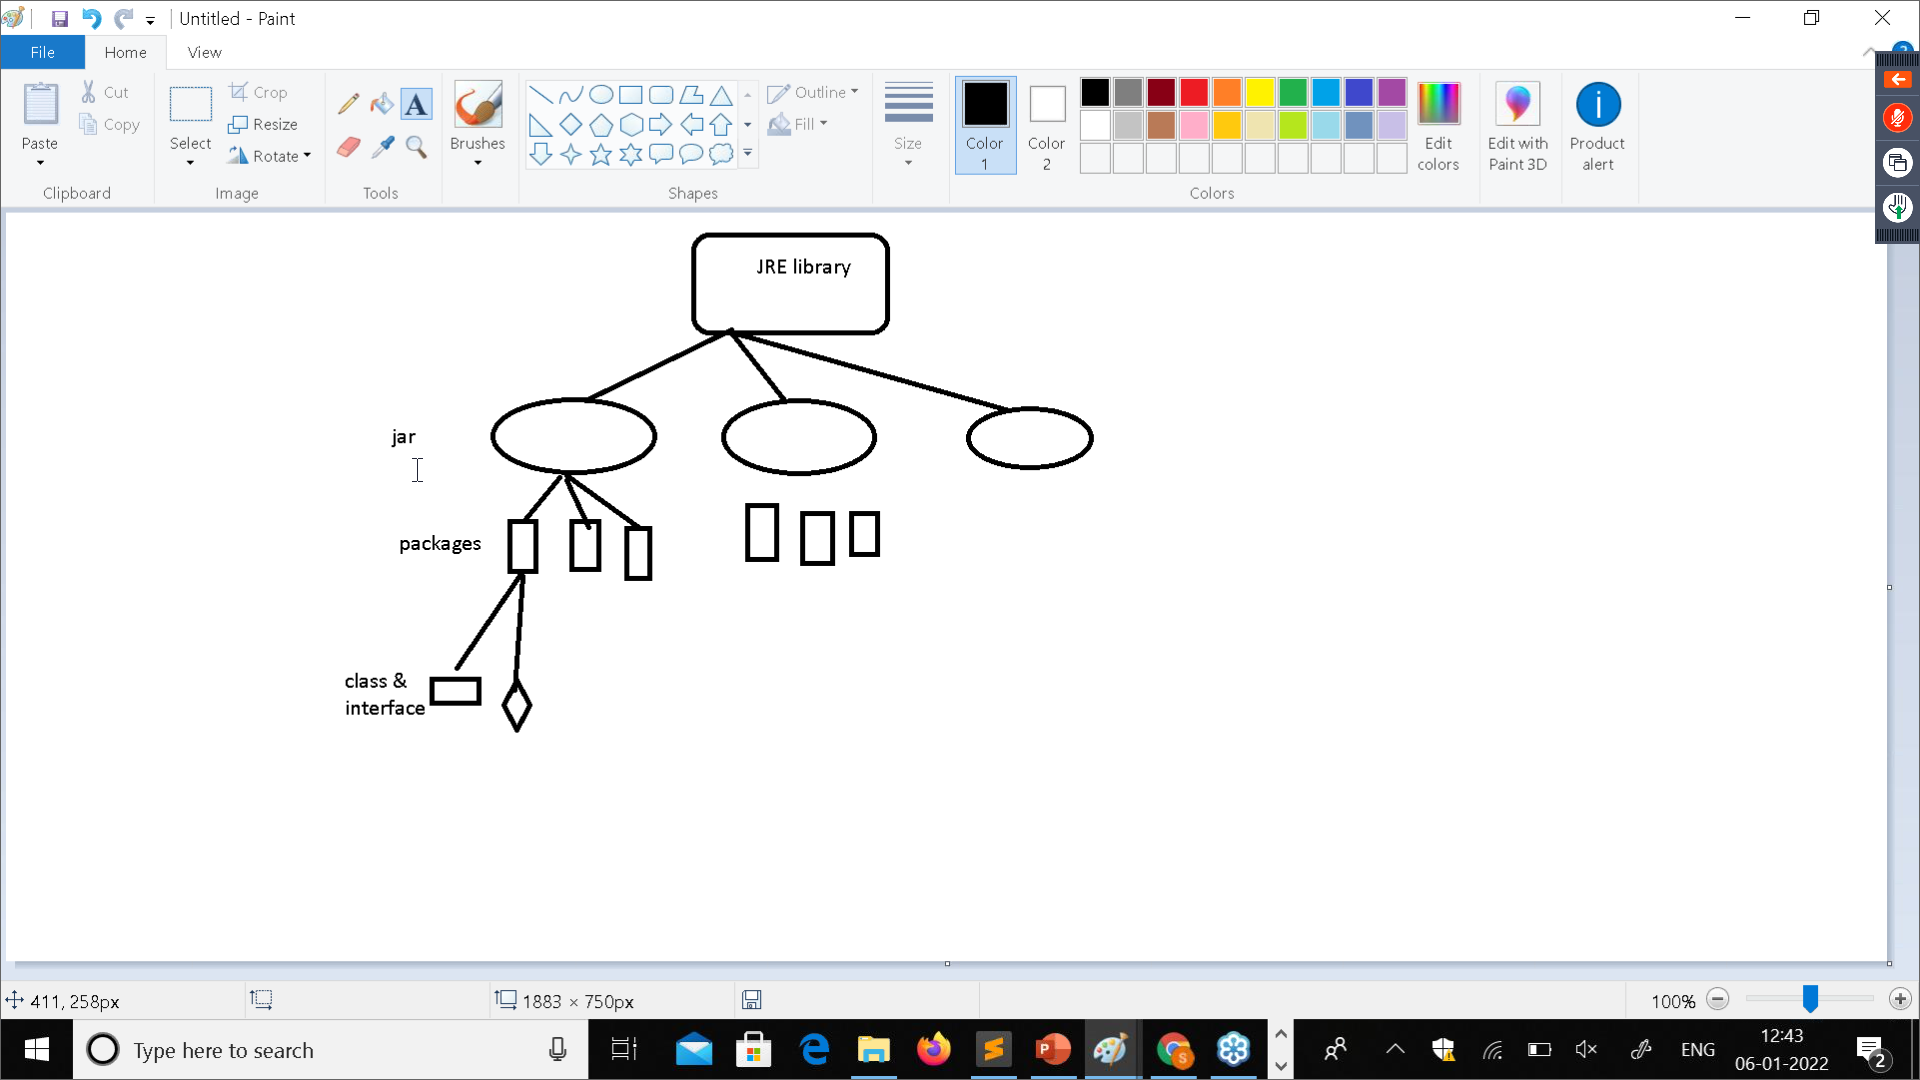 Untitled - Paint
File
Home
View
Paste
Cut
Copy
Clipboard
Select
Crop
Resize
Rotate
Image
A
Tools
Brushes
Shapes
Outline
Fill
Size
Color
1
Color
2
Colors
Edit
colors
Edit with
Paint 3D
i
Product
alert
JRE library
jar
packages
class &
interface
411, 258px
1883 × 750px
100%
Type here to search
S
P
S
ENG
12:43
06-01-2022
2